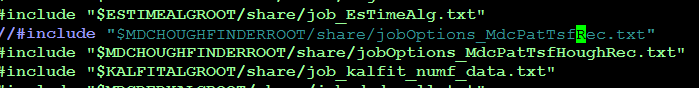 #include "$ESTIMEALGROOT/share/job_EsTimeAlg.txt"
//#include "$MDCHOUGHFINDERROOT/share/jobOptions_MdcPatTsfRec.txt"
#include "$MDCHOUGHFINDERROOT/share/jobOptions_MdcPatTsfHoughRec.txt"
#include "$KALFITALGROOT/share/job_kalfit_numf_data.txt"